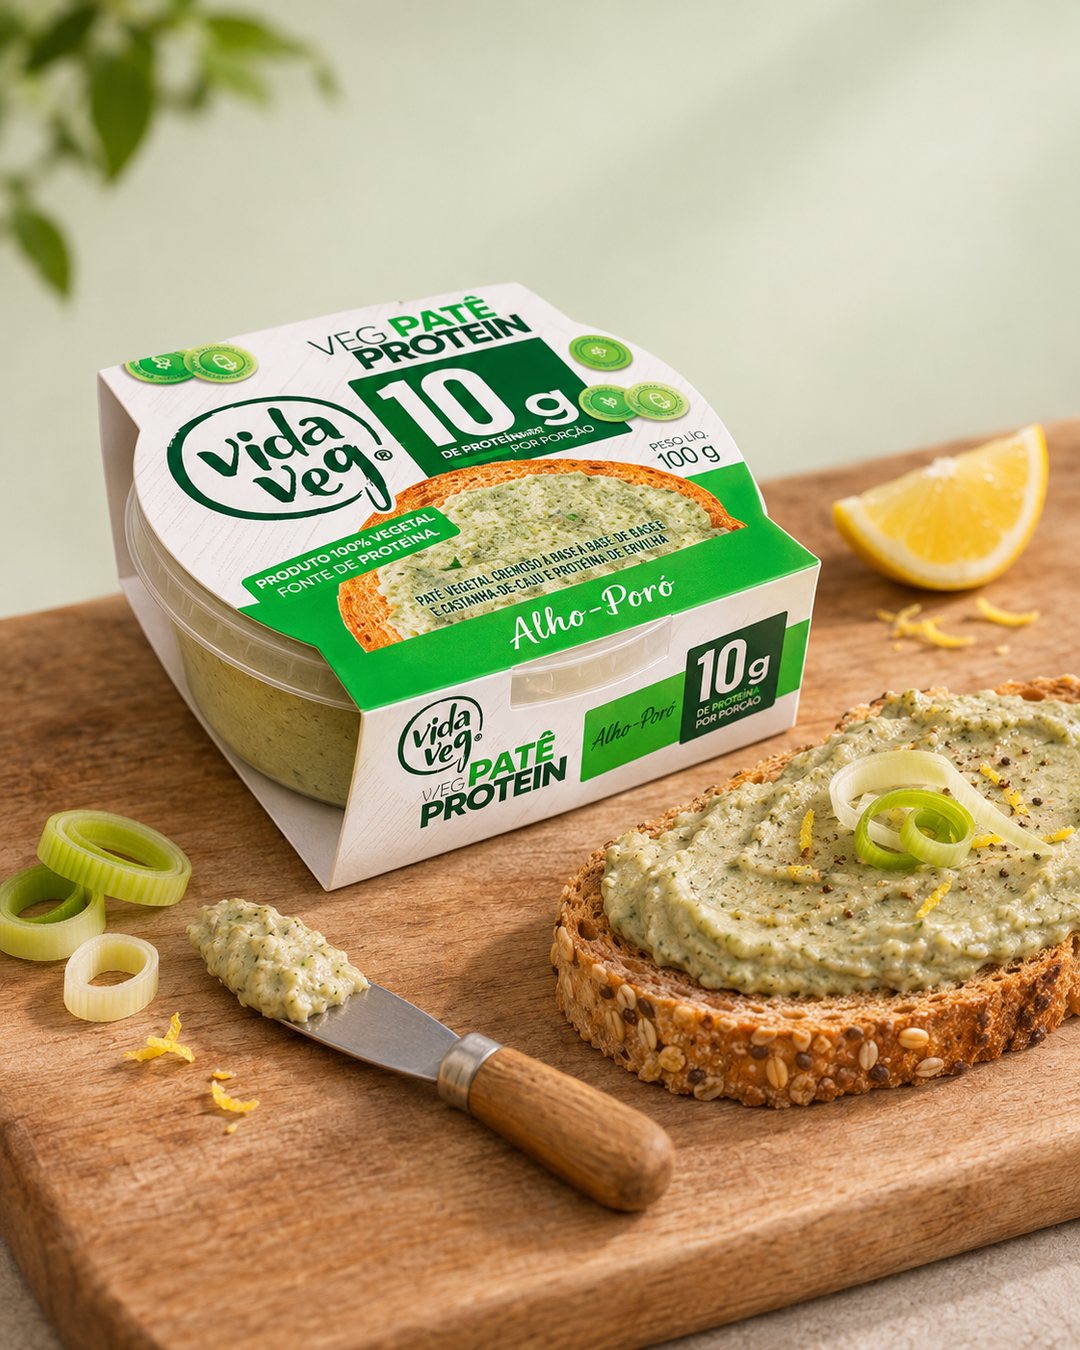 VEG PATÊ
PROTEIN
10 g
DE PROTEÍNA
POR PORÇÃO
vida
veg®
PESO LÍQ.
100 g
PRODUTO 100% VEGETAL
FONTE DE PROTEÍNA
PATÊ VEGETAL CREMOSO À BASE À BASE DE BASE E
E CASTANHA-DE-CAJU E PROTEÍNA DE ERVILHA
Alho-Poró
vida
veg®
VEG PATÊ
PROTEIN
Alho-Poró
10 g
DE PROTEÍNA
POR PORÇÃO